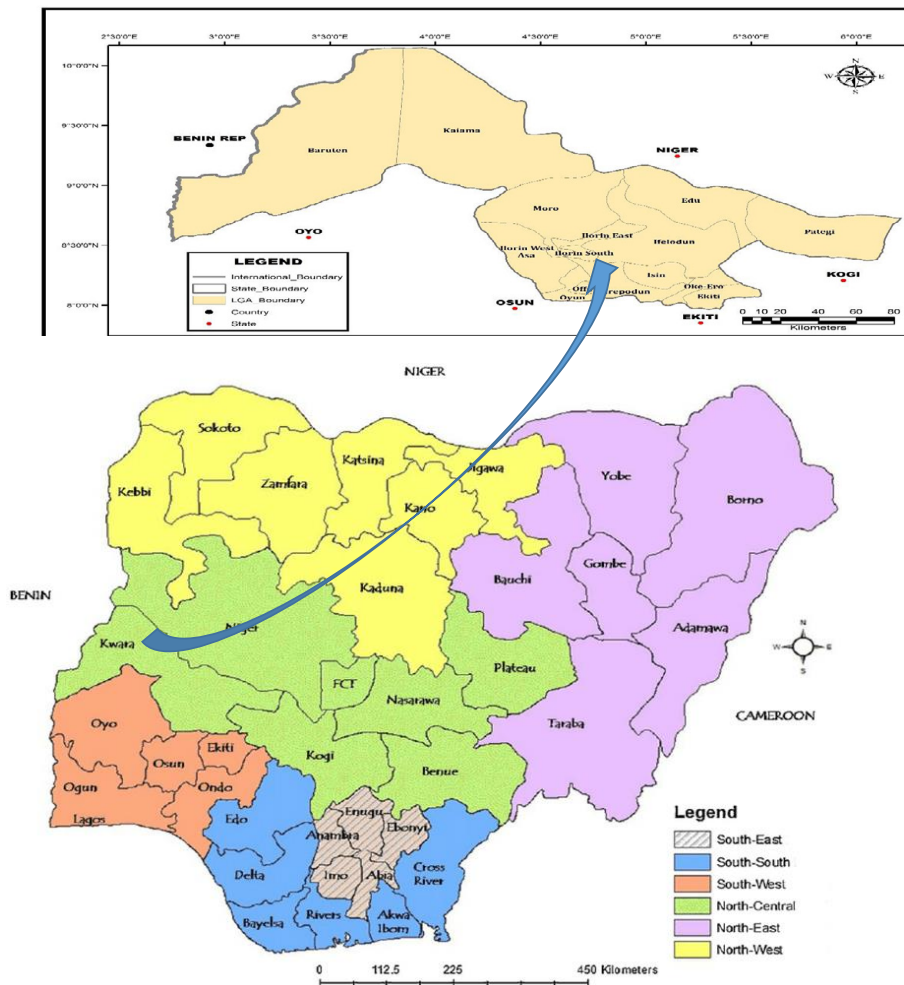 2°30'0"E 3°0'0"E 3°30'0"E 4°0'0"E 4°30'0"E 5°0'0"E 5°30'0"E 6°0'0"E
10°0'0"N
N
W E
S
Kaiama
9°30'0"N
BENIN REP
Baruten
NIGER
9°0'0"N
Moro
Edu
Pategi
OYO
8°30'0"N
Ilorin East
Ifelodun
Ilorin West
Asa
Ilorin South
LEGEND
International_Boundary
State_Boundary
LGA_Boundary
Country
State
Isin
KOGI
Oke-Ero
Ekiti
Oyun
repodun
8°0'0"N
OSUN
EKITI
0 10 20 40 60 80
Kilometers
NIGER
Sokoto
Katsina
Jigawa
Yobe
Kebbi
Zamfara
Kano
Borno
Bauchi
Gombe
BENIN
Kaduna
Adamawa
Kwara
Niger
N
W E
S
Plateau
FCT
Nasarawa
CAMEROON
Oyo
Taraba
Ekiti
Osun
Kogi
Benue
Ogun
Ondo
Lagos
Edo
Enugu
Anambra
Ebonyi
Legend
South-East
South-South
South-West
North-Central
North-East
North-West
Delta
Imo
Abia
Cross
River
Bayelsa
Rivers
Akwa
Ibom
0 112.5 225 450 Kilometers